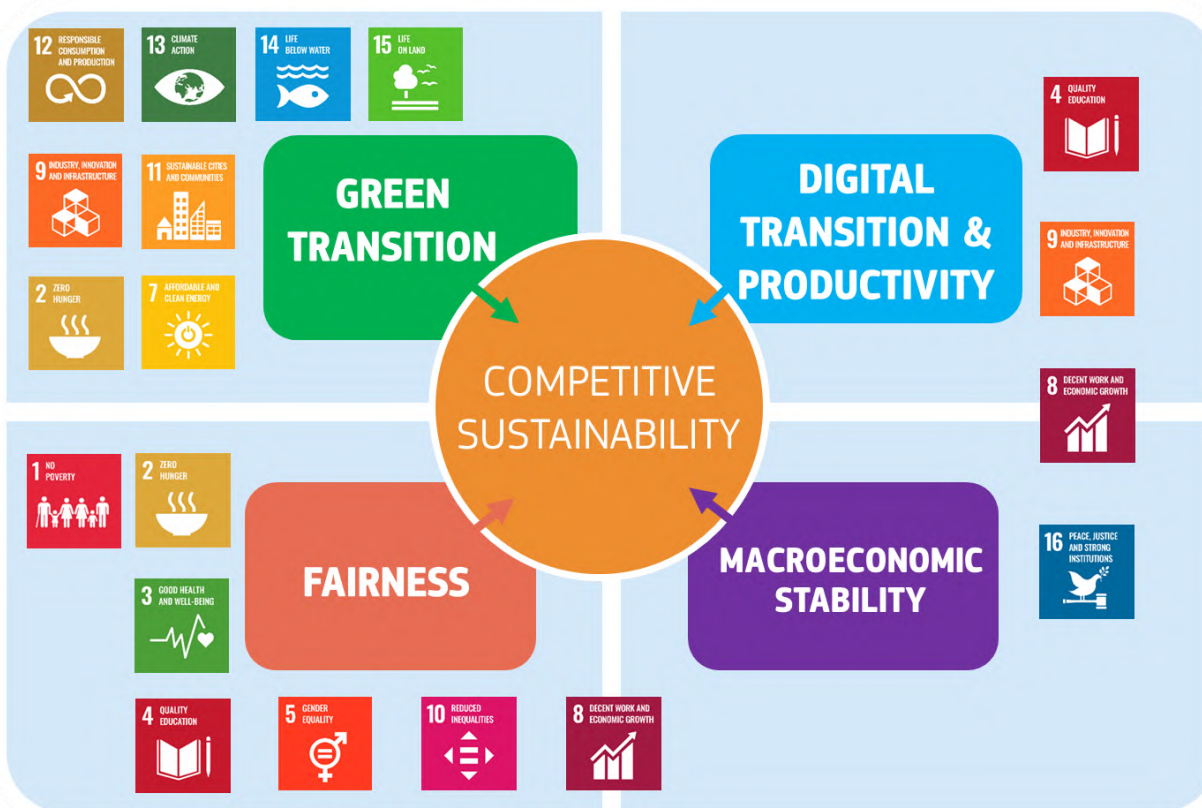 12 RESPONSIBLE
CONSUMPTION
AND PRODUCTION
13 CLIMATE
ACTION
14 LIFE
BELOW WATER
15 LIFE
ON LAND
9 INDUSTRY, INNOVATION
AND INFRASTRUCTURE
11 SUSTAINABLE CITIES
AND COMMUNITIES
2 ZERO
HUNGER
7 AFFORDABLE AND
CLEAN ENERGY
GREEN
TRANSITION
DIGITAL
TRANSITION &
PRODUCTIVITY
4 QUALITY
EDUCATION
9 INDUSTRY, INNOVATION
AND INFRASTRUCTURE
8 DECENT WORK AND
ECONOMIC GROWTH
COMPETITIVE
SUSTAINABILITY
1 NO
POVERTY
2 ZERO
HUNGER
3 GOOD HEALTH
AND WELL-BEING
FAIRNESS
4 QUALITY
EDUCATION
5 GENDER
EQUALITY
10 REDUCED
INEQUALITIES
8 DECENT WORK AND
ECONOMIC GROWTH
MACROECONOMIC
STABILITY
16 PEACE, JUSTICE
AND STRONG
INSTITUTIONS